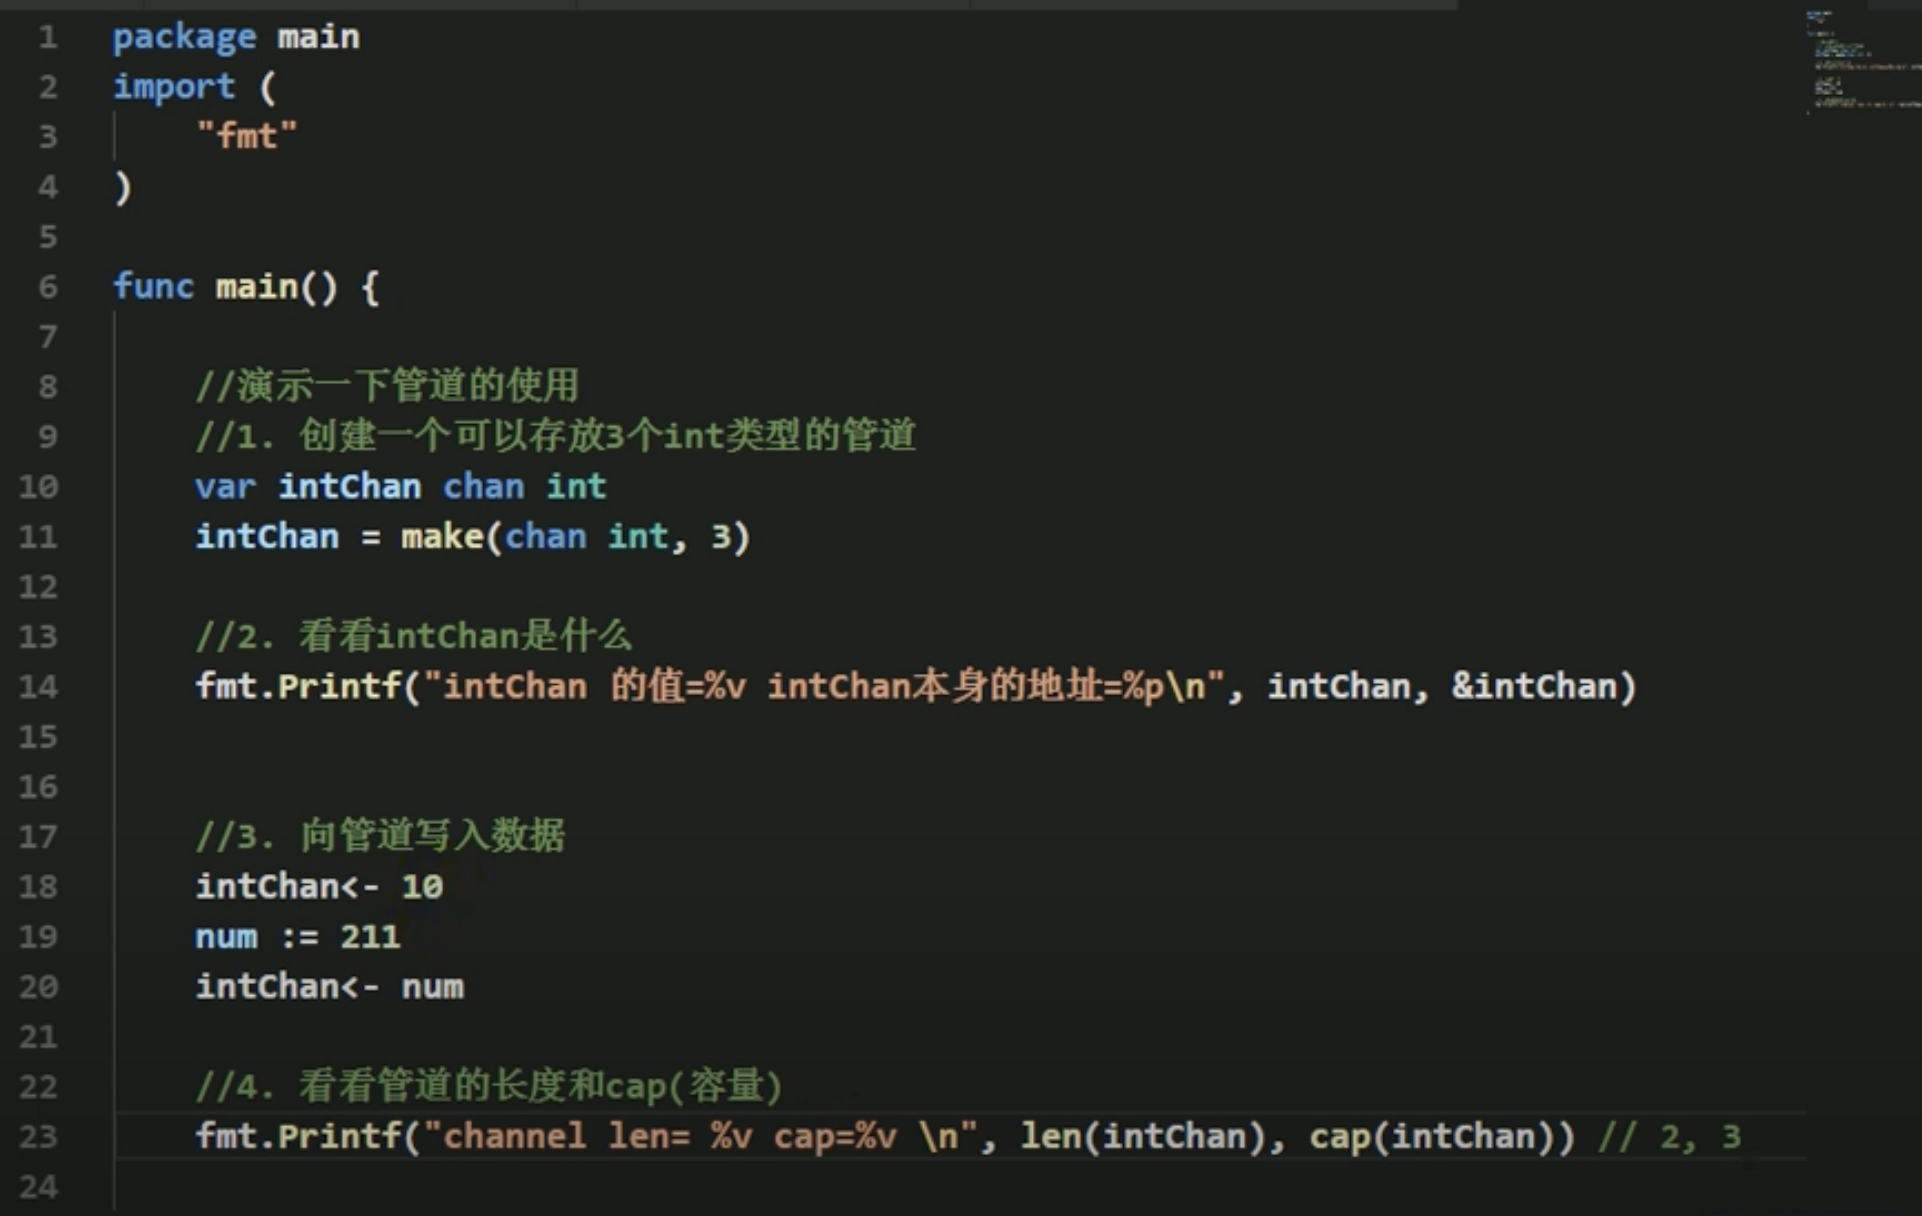 1 package main
2 import (
3 "fmt"
4 )
5
6 func main() {
7
8 //演示一下管道的使用
9 //1. 创建一个可以存放3个int类型的管道
10 var intChan chan int
11 intChan = make(chan int, 3)
12
13 //2. 看看intChan是什么
14 fmt.Printf("intChan 的值=%v intChan本身的地址=%p\n", intChan, &intChan)
15
16
17 //3. 向管道写入数据
18 intChan<- 10
19 num := 211
20 intChan<- num
21
22 //4. 看看管道的长度和cap(容量)
23 fmt.Printf("channel len= %v cap=%v \n", len(intChan), cap(intChan)) // 2, 3
24